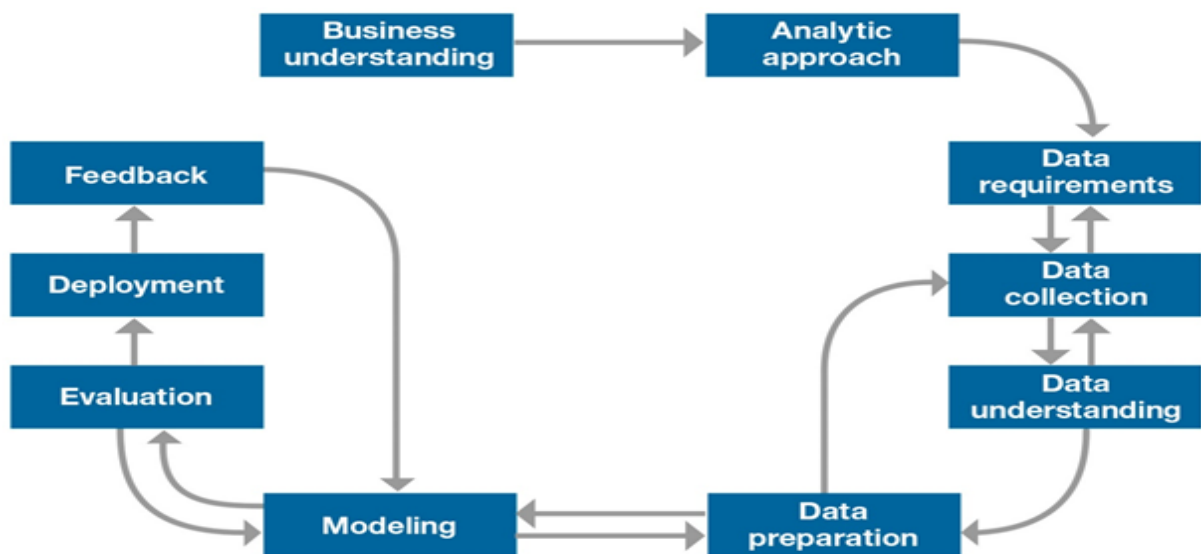 Business
understanding
Analytic
approach
Data
requirements
Data
collection
Data
understanding
Data
preparation
Modeling
Evaluation
Deployment
Feedback